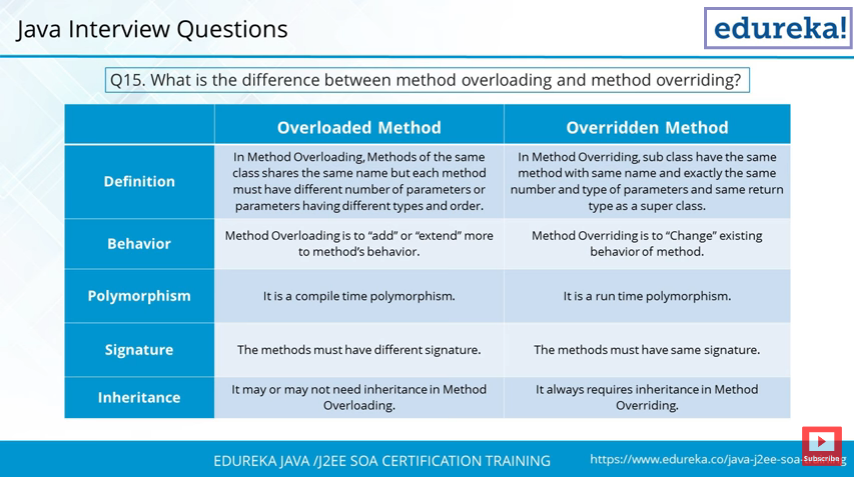 Java Interview Questions
edureka!
Q15. What is the difference between method overloading and method overriding?
Overloaded Method
Overridden Method
Definition
In Method Overloading, Methods of the same
class shares the same name but each method
must have different number of parameters or
parameters having different types and order.
In Method Overriding, sub class have the same
method with same name and exactly the same
number and type of parameters and same return
type as a super class.
Behavior
Method Overloading is to “add” or “extend” more
to method’s behavior.
Method Overriding is to “Change” existing
behavior of method.
Polymorphism
It is a compile time polymorphism.
It is a run time polymorphism.
Signature
The methods must have different signature.
The methods must have same signature.
Inheritance
It may or may not need inheritance in Method
Overloading.
It always requires inheritance in Method
Overriding.
Subscribe
EDUREKA JAVA /J2EE SOA CERTIFICATION TRAINING
https://www.edureka.co/java-j2ee-soa-